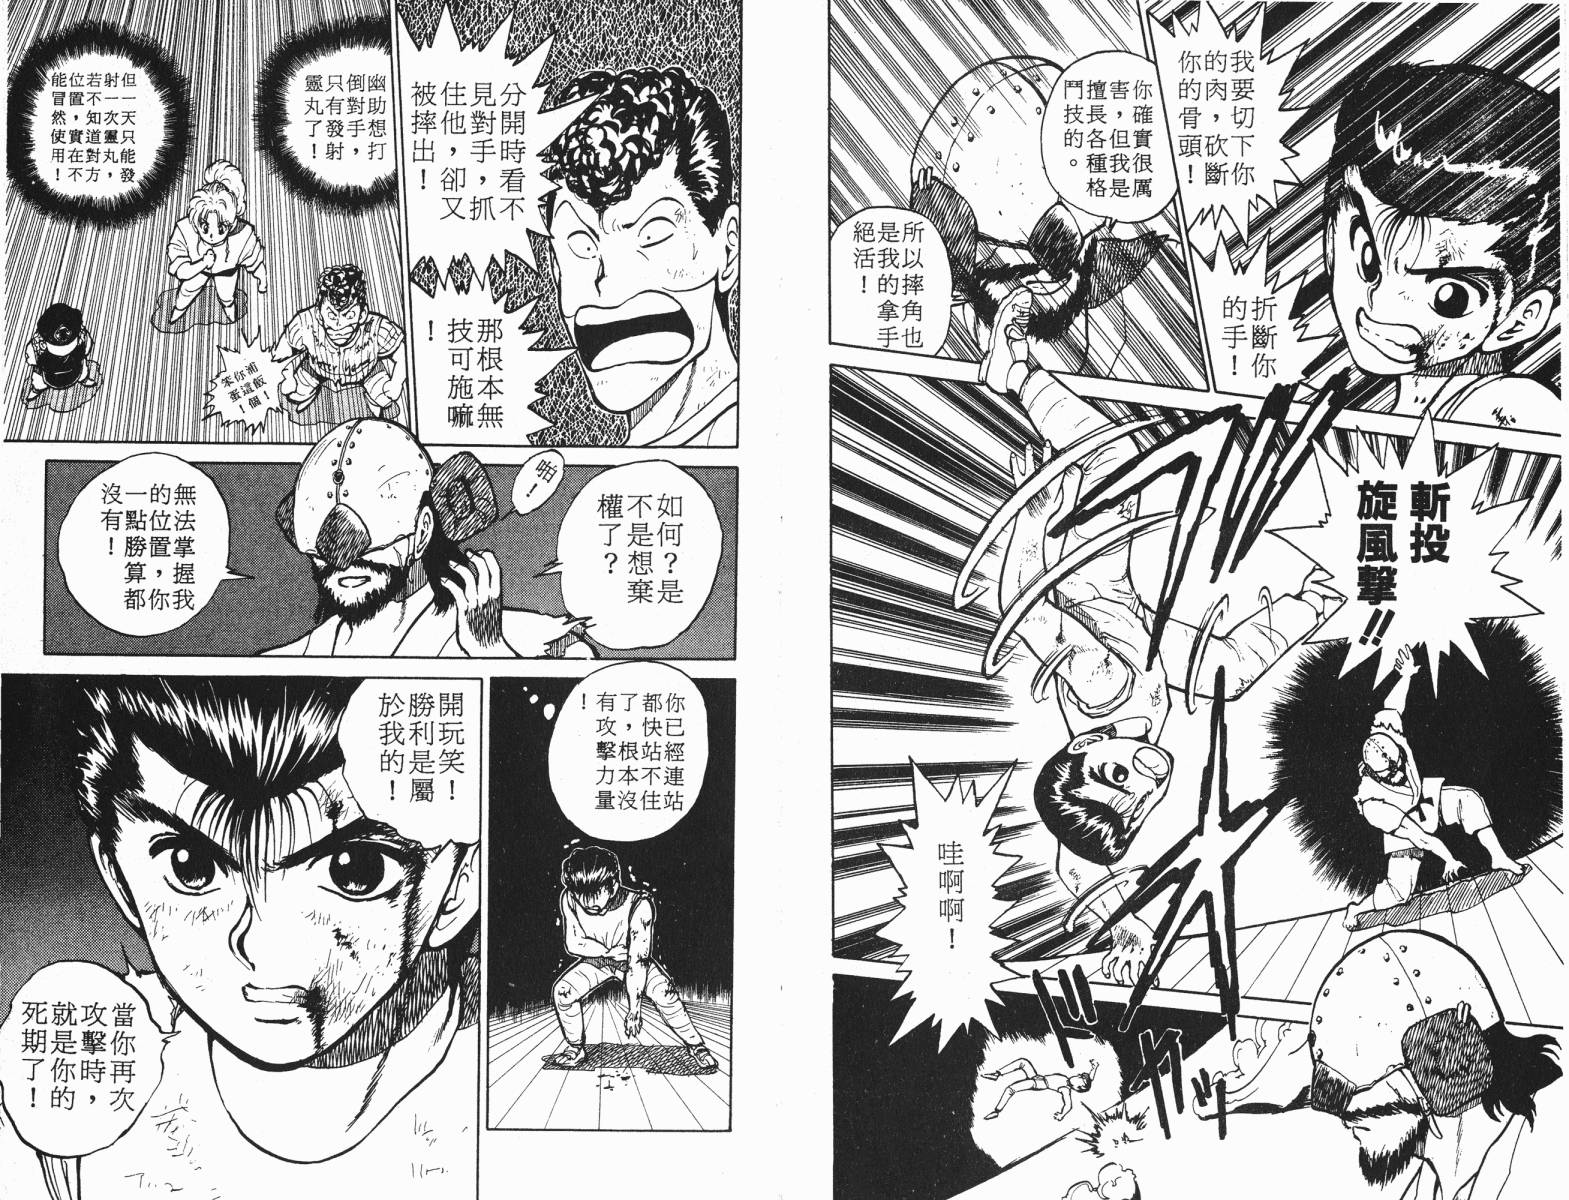 我要切下你
的肉，砍斷
你的骨頭！
折斷你
的手！
你確實很厲
害，但我是
擅長各種格
鬥技的。
所以摔角也
是我的拿手
絕活！
斬投
旋風擊!!
哇啊啊！
分開時看不
見對手，抓
住他，卻又
被摔出！
那根本無
技可施嘛
！
幽助想打
倒對手，
只有發射
靈丸了！
但一天只能發
射一次靈丸，
若不知道對方
位置，實在不
能冒然使用！
浦飯
你這個
笨蛋！！
如何？是
不是想棄
權了？
啪！
無法掌握我
的位置，你
一點勝算都
沒有！
你已經連站
都快站不住
了，根本沒
有攻擊力量
！
開玩笑！
勝利是屬
於我的！
當你再次
攻擊時，
就是你的
死期了！